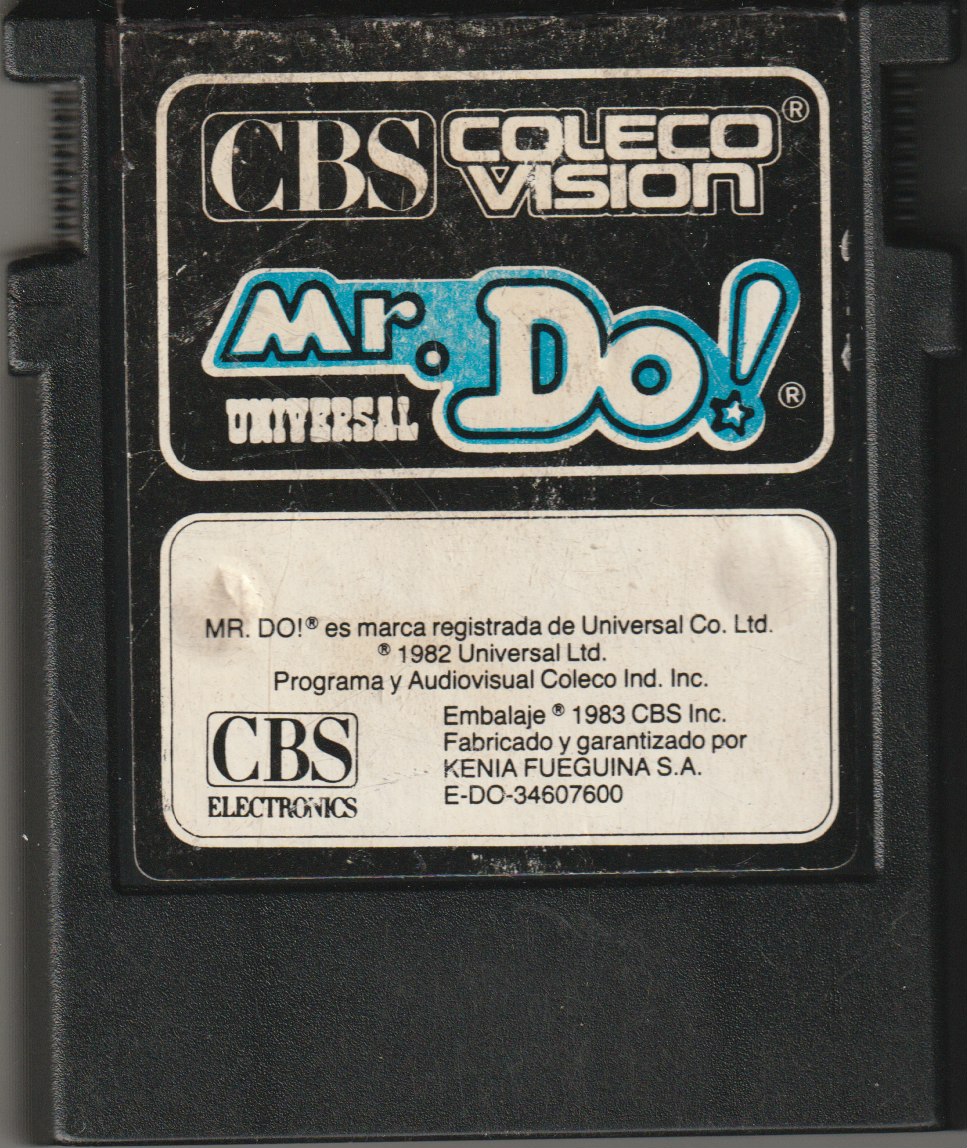 CBS COLECO VISION ®
Mr. Do! ®
UNIVERSAL
MR. DO!® es marca registrada de Universal Co. Ltd.
® 1982 Universal Ltd.
Programa y Audiovisual Coleco Ind. Inc.
CBS
ELECTRONICS
Embalaje ® 1983 CBS Inc.
Fabricado y garantizado por
KENIA FUEGUINA S.A.
E-DO-34607600